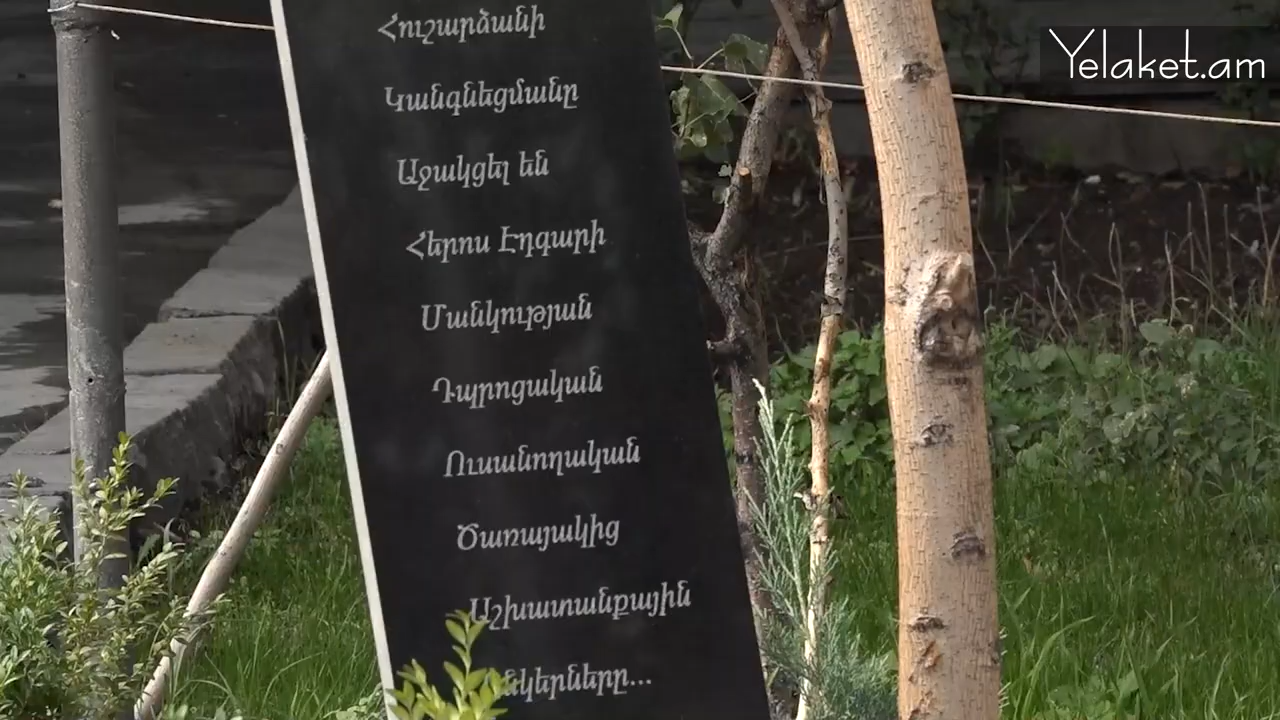 Yelaket.am
Հուշարձանի
Կանգնեցմանը
Աջակցել են
Հերոս Էդգարի
Մանկության
Դպրոցական
Ուսանողական
Ծառայակից
Աշխատանքային